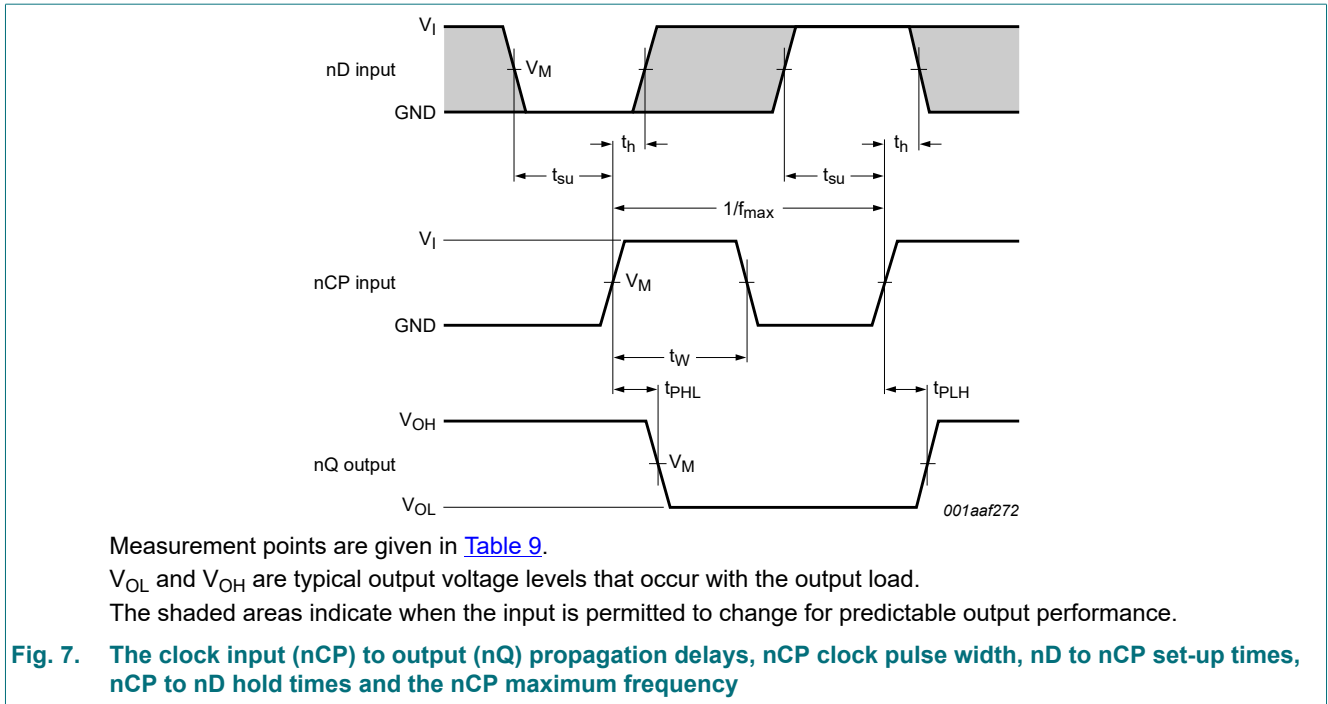 VI
nD input
VM
GND
th
th
tsu
tsu
1/fmax
VI
nCP input
VM
GND
tW
tPHL
tPLH
VOH
nQ output
VM
VOL
001aaf272
Measurement points are given in Table 9.
VOL and VOH are typical output voltage levels that occur with the output load.
The shaded areas indicate when the input is permitted to change for predictable output performance.
Fig. 7. The clock input (nCP) to output (nQ) propagation delays, nCP clock pulse width, nD to nCP set-up times,
nCP to nD hold times and the nCP maximum frequency